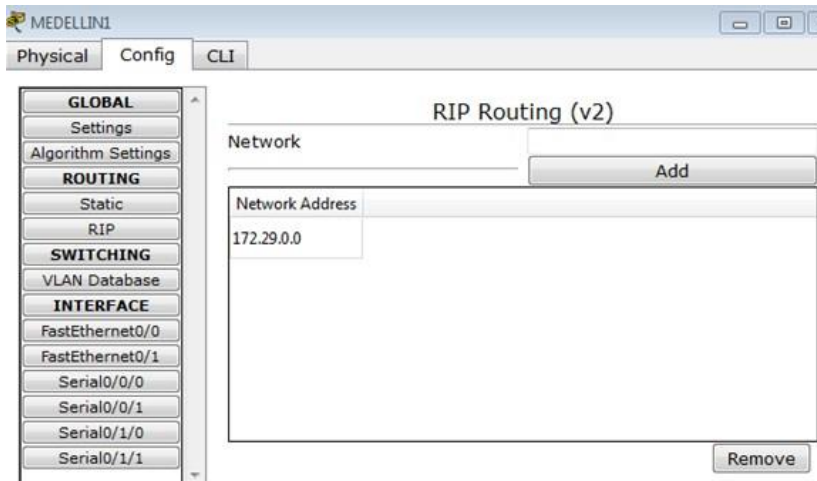 MEDELLIN1
Physical Config CLI
GLOBAL
Settings
Algorithm Settings
ROUTING
Static
RIP
SWITCHING
VLAN Database
INTERFACE
FastEthernet0/0
FastEthernet0/1
Serial0/0/0
Serial0/0/1
Serial0/1/0
Serial0/1/1
RIP Routing (v2)
Network
Add
Network Address
172.29.0.0
Remove